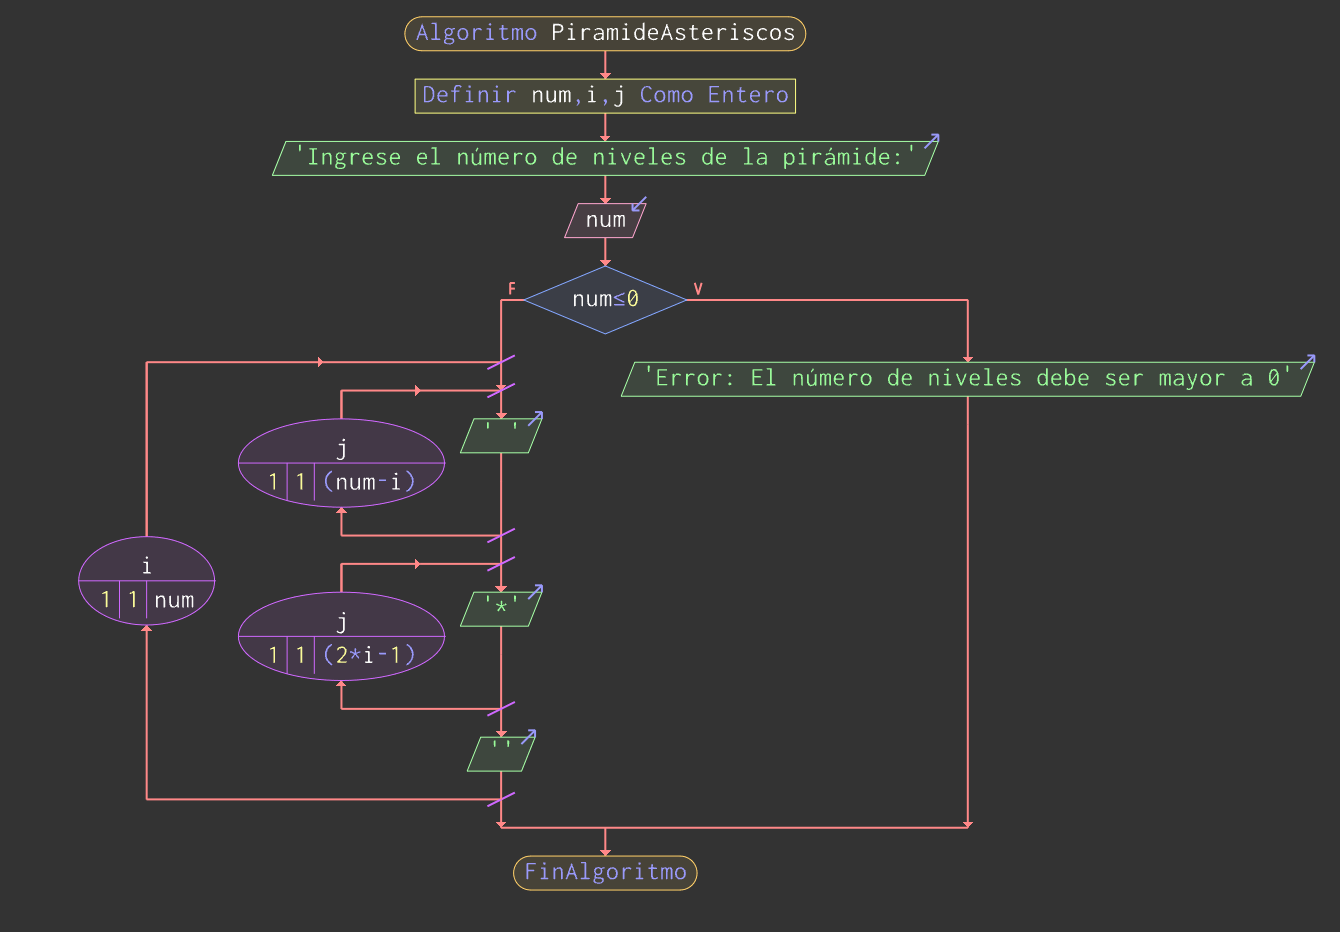 Algoritmo PiramideAsteriscos
Definir num,i,j Como Entero
'Ingrese el número de niveles de la pirámide:'
num
num≤0
F
V
'Error: El número de niveles debe ser mayor a 0'
j
1 1 (num-i)
' '
i
1 1 num
j
1 1 (2*i-1)
'*'
''
FinAlgoritmo